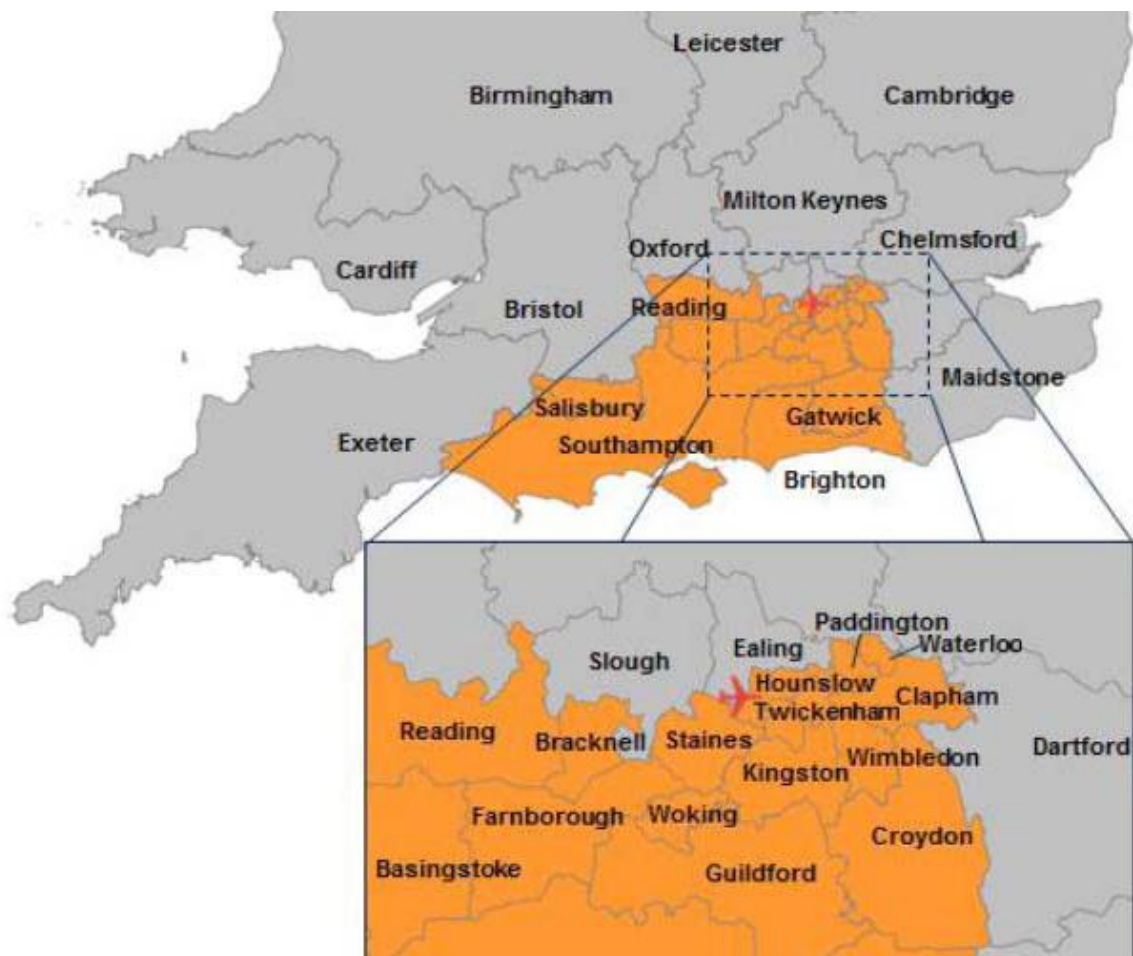 Leicester
Birmingham
Cambridge
Milton Keynes
Oxford
Chelmsford
Cardiff
Bristol
Reading
Maidstone
Salisbury
Gatwick
Exeter
Southampton
Brighton
Paddington
Waterloo
Ealing
Slough
Hounslow
Clapham
Twickenham
Reading
Bracknell
Staines
Dartford
Wimbledon
Kingston
Farnborough
Woking
Croydon
Basingstoke
Guildford